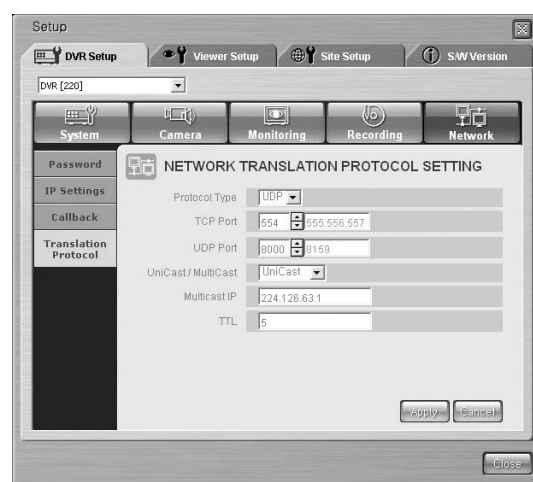 Setup
DVR Setup
Viewer Setup
Site Setup
S/W Version
DVR [220]
System
Camera
Monitoring
Recording
Network
Password
IP Settings
Callback
Translation
Protocol
NETWORK TRANSLATION PROTOCOL SETTING
Protocol Type UDP
TCP Port 554 555.556.557
UDP Port 8000 8159
UniCast / MultiCast UniCast
Multicast IP 224.126.63.1
TTL 5
Apply Cancel
Close